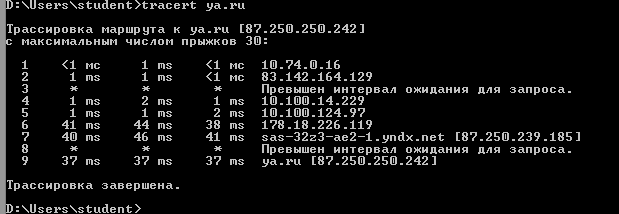 D:\Users\student>tracert ya.ru
Трассировка маршрута к ya.ru [87.250.250.242]
с максимальным числом прыжков 30:
1 <1 мс 1 ms <1 мс 10.74.0.16
2 1 ms 1 ms <1 мс 83.142.164.129
3 * * * Превышен интервал ожидания для запроса.
4 1 ms 2 ms 1 ms 10.100.14.229
5 1 ms 1 ms 2 ms 10.100.124.97
6 41 ms 44 ms 38 ms 178.18.226.119
7 40 ms 46 ms 41 ms sas-32z3-ae2-1.yndx.net [87.250.239.185]
8 * * * Превышен интервал ожидания для запроса.
9 37 ms 37 ms 37 ms ya.ru [87.250.250.242]
Трассировка завершена.
D:\Users\student>